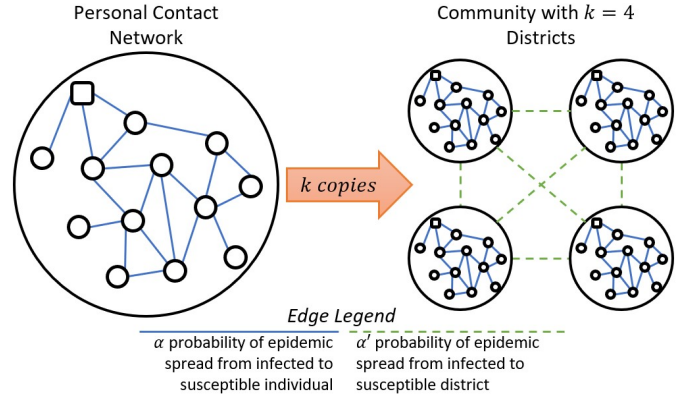 Personal Contact
Network
Community with k = 4
Districts
k copies
Edge Legend
α probability of epidemic
spread from infected to
susceptible individual
α′ probability of epidemic
spread from infected to
susceptible district